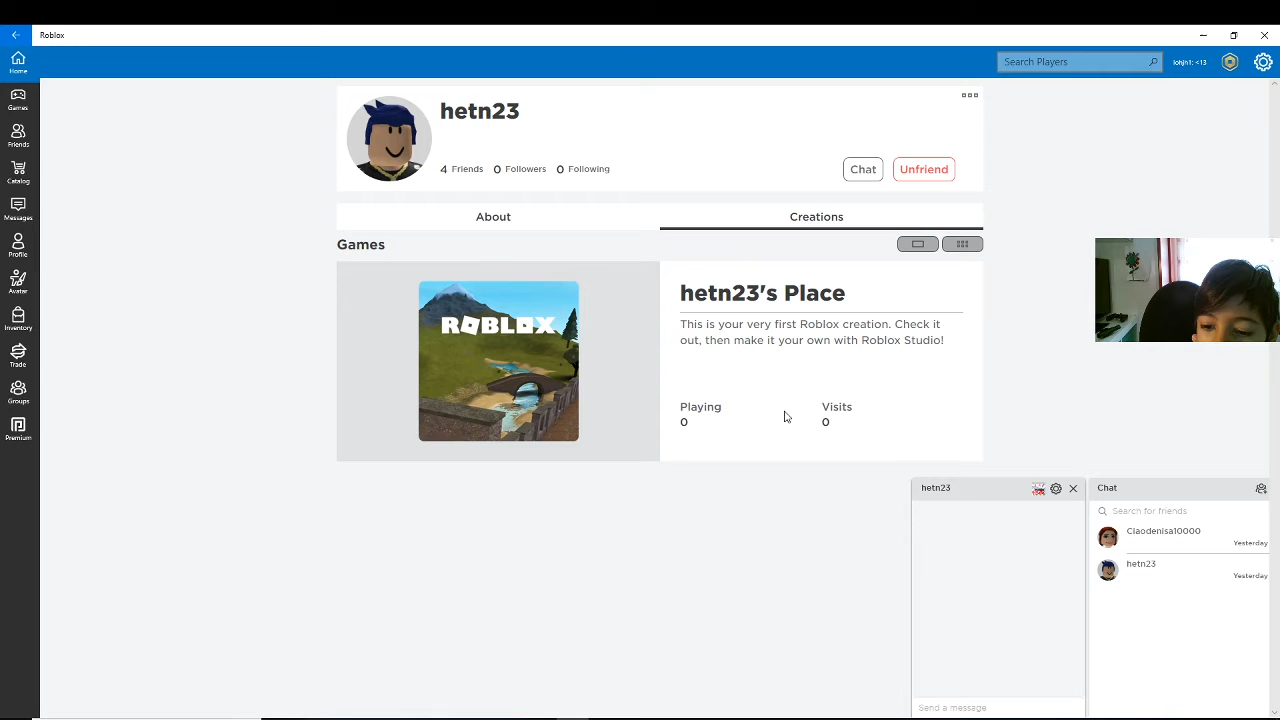 Roblox
Home
Search Players
lohjn1: <13
Games
Friends
Catalog
Messages
Profile
Avatar
Inventory
Trade
Groups
Premium
hetn23
4 Friends 0 Followers 0 Following
Chat
Unfriend
About
Creations
Games
ROBLOX
hetn23's Place
This is your very first Roblox creation. Check it
out, then make it your own with Roblox Studio!
Playing
0
Visits
0
hetn23
Send a message
Chat
Search for friends
Claodenisa10000
Yesterday
hetn23
Yesterday